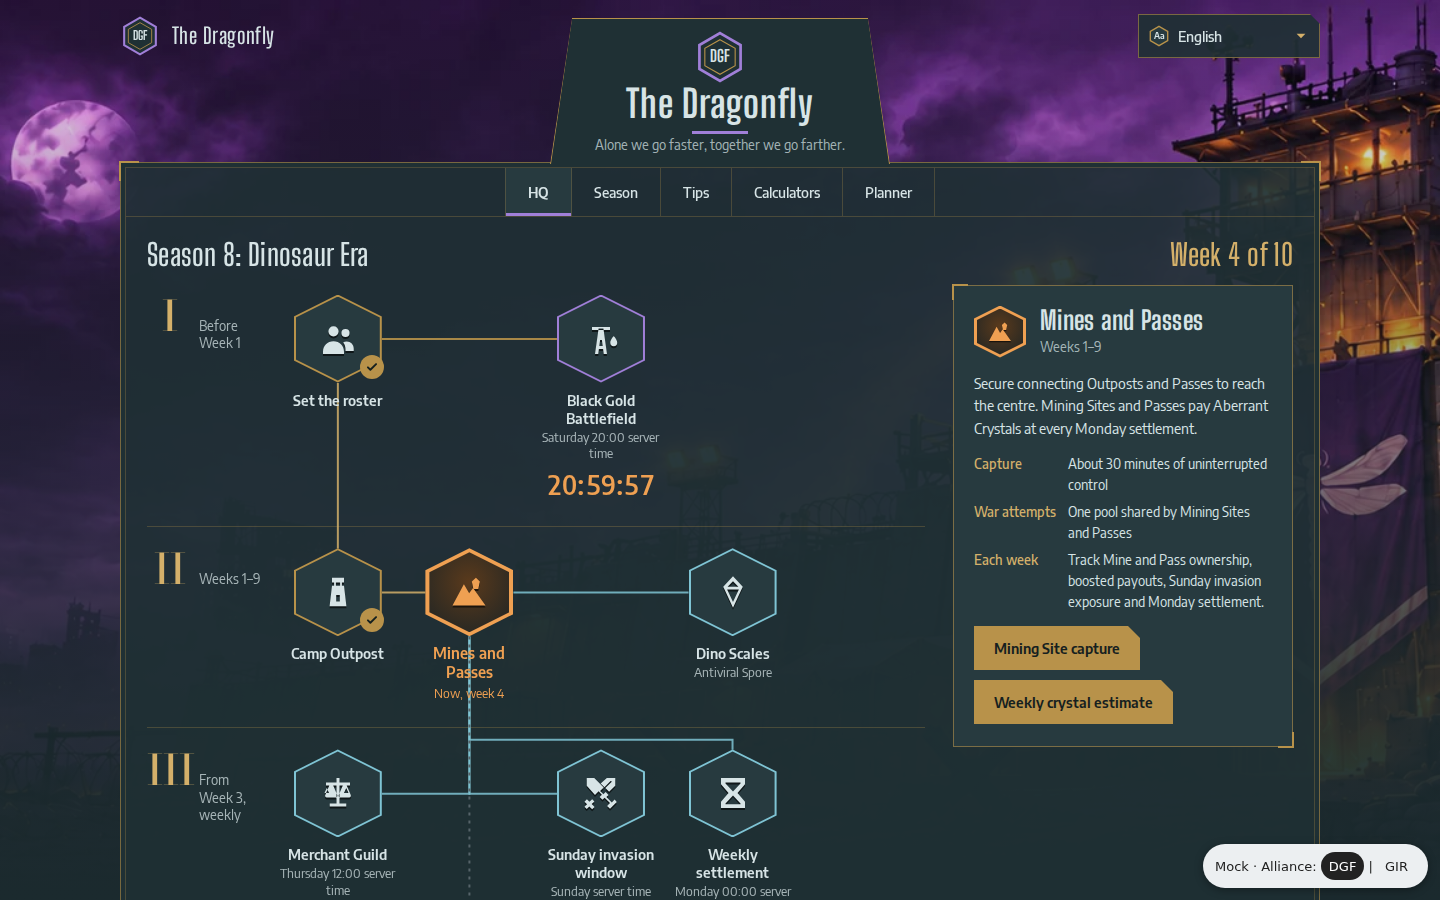 DGF
The Dragonfly
DGF
The Dragonfly
Alone we go faster, together we go farther.
Aa
English
HQ
Season
Tips
Calculators
Planner
Season 8: Dinosaur Era
Week 4 of 10
I
Before
Week 1
Set the roster
Black Gold
Battlefield
Saturday 20:00 server
time
20:59:57
II
Weeks 1–9
Camp Outpost
Mines and
Passes
Now, week 4
Dino Scales
Antiviral Spore
III
From
Week 3,
weekly
Merchant Guild
Thursday 12:00 server
time
Sunday invasion
window
Sunday server time
Weekly
settlement
Monday 00:00 server
Mines and Passes
Weeks 1–9
Secure connecting Outposts and Passes to reach
the centre. Mining Sites and Passes pay Aberrant
Crystals at every Monday settlement.
Capture
About 30 minutes of uninterrupted
control
War attempts
One pool shared by Mining Sites
and Passes
Each week
Track Mine and Pass ownership,
boosted payouts, Sunday invasion
exposure and Monday settlement.
Mining Site capture
Weekly crystal estimate
Mock · Alliance: DGF | GIR